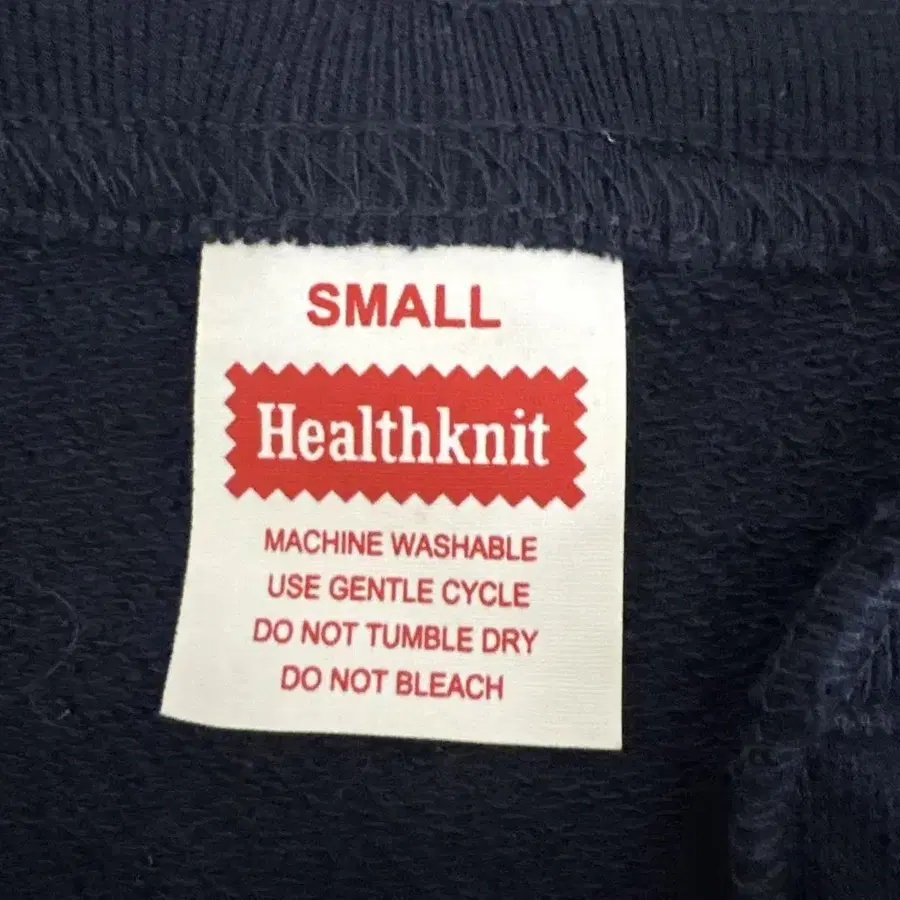 SMALL
Healthknit
MACHINE WASHABLE
USE GENTLE CYCLE
DO NOT TUMBLE DRY
DO NOT BLEACH